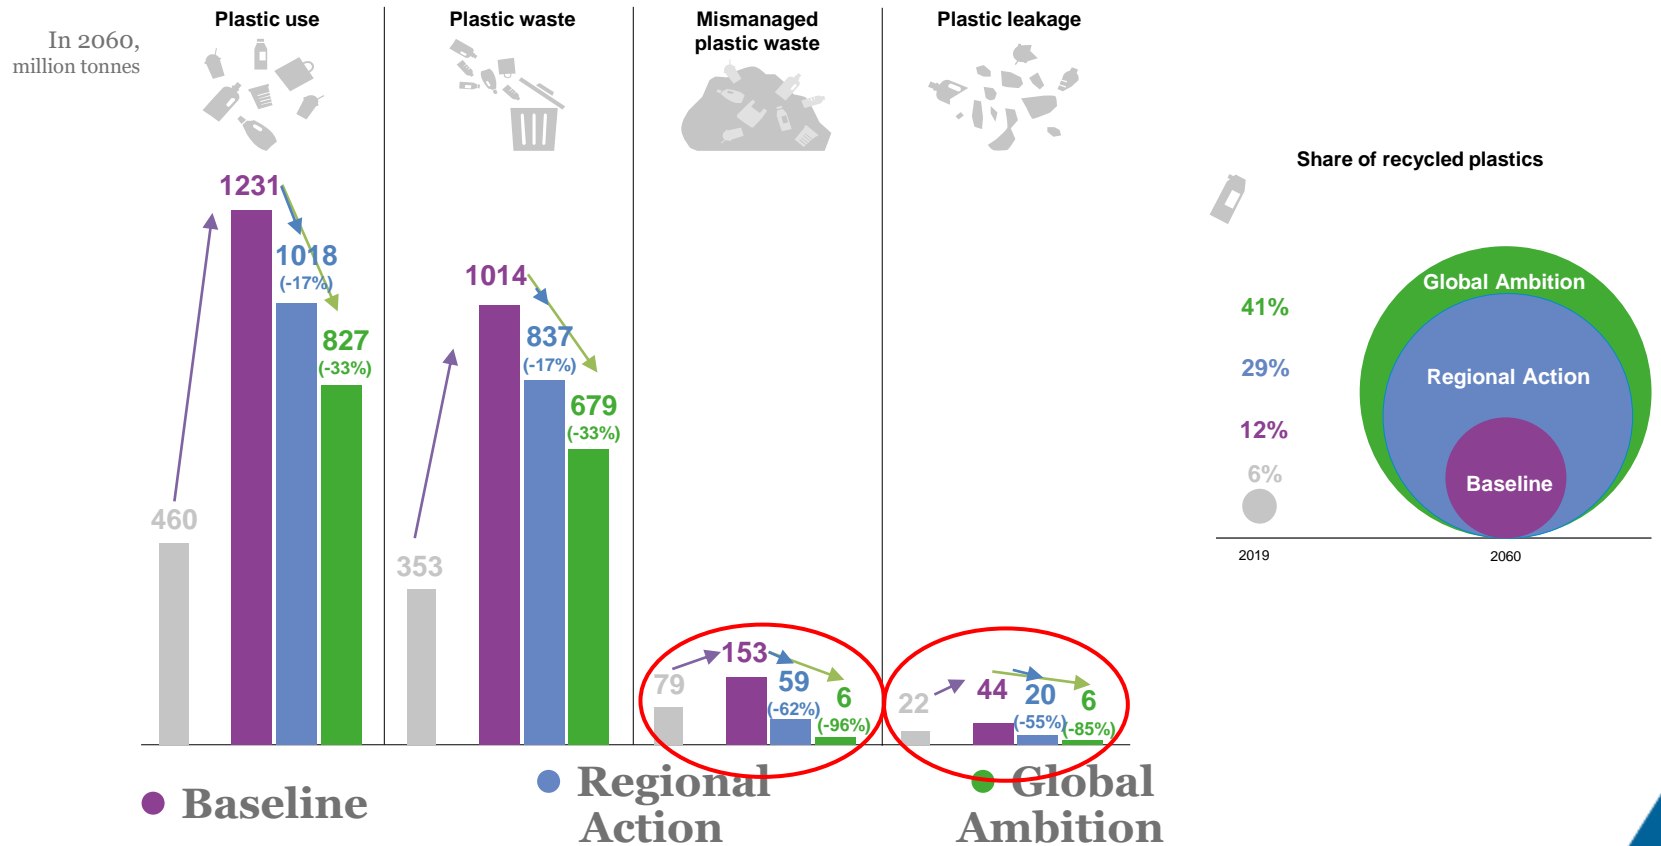 In 2060,
million tonnes
Plastic use
1231
1018
(-17%)
827
(-33%)
460
Plastic waste
1014
837
(-17%)
679
(-33%)
353
Mismanaged
plastic waste
153
79
59
(-62%)
6
(-96%)
Plastic leakage
44
22
20
(-55%)
6
(-85%)
Baseline
Regional
Action
Global
Ambition
Share of recycled plastics
41%
29%
12%
6%
Global Ambition
Regional Action
Baseline
2019
2060